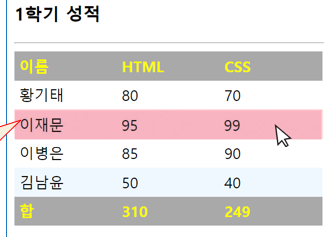 1학기 성적
이름 HTML CSS
황기태 80 70
이재문 95 99
이병은 85 90
김남윤 50 40
합 310 249